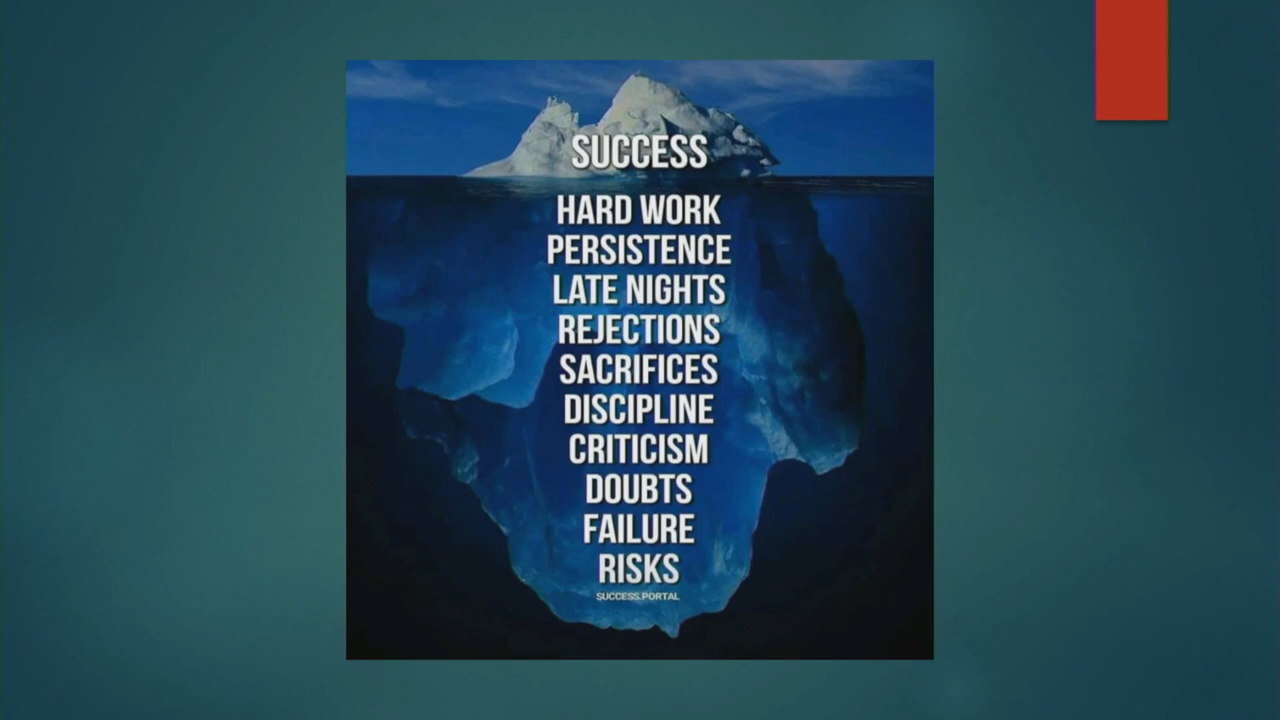 SUCCESS
HARD WORK
PERSISTENCE
LATE NIGHTS
REJECTIONS
SACRIFICES
DISCIPLINE
CRITICISM
DOUBTS
FAILURE
RISKS
SUCCESS.PORTAL